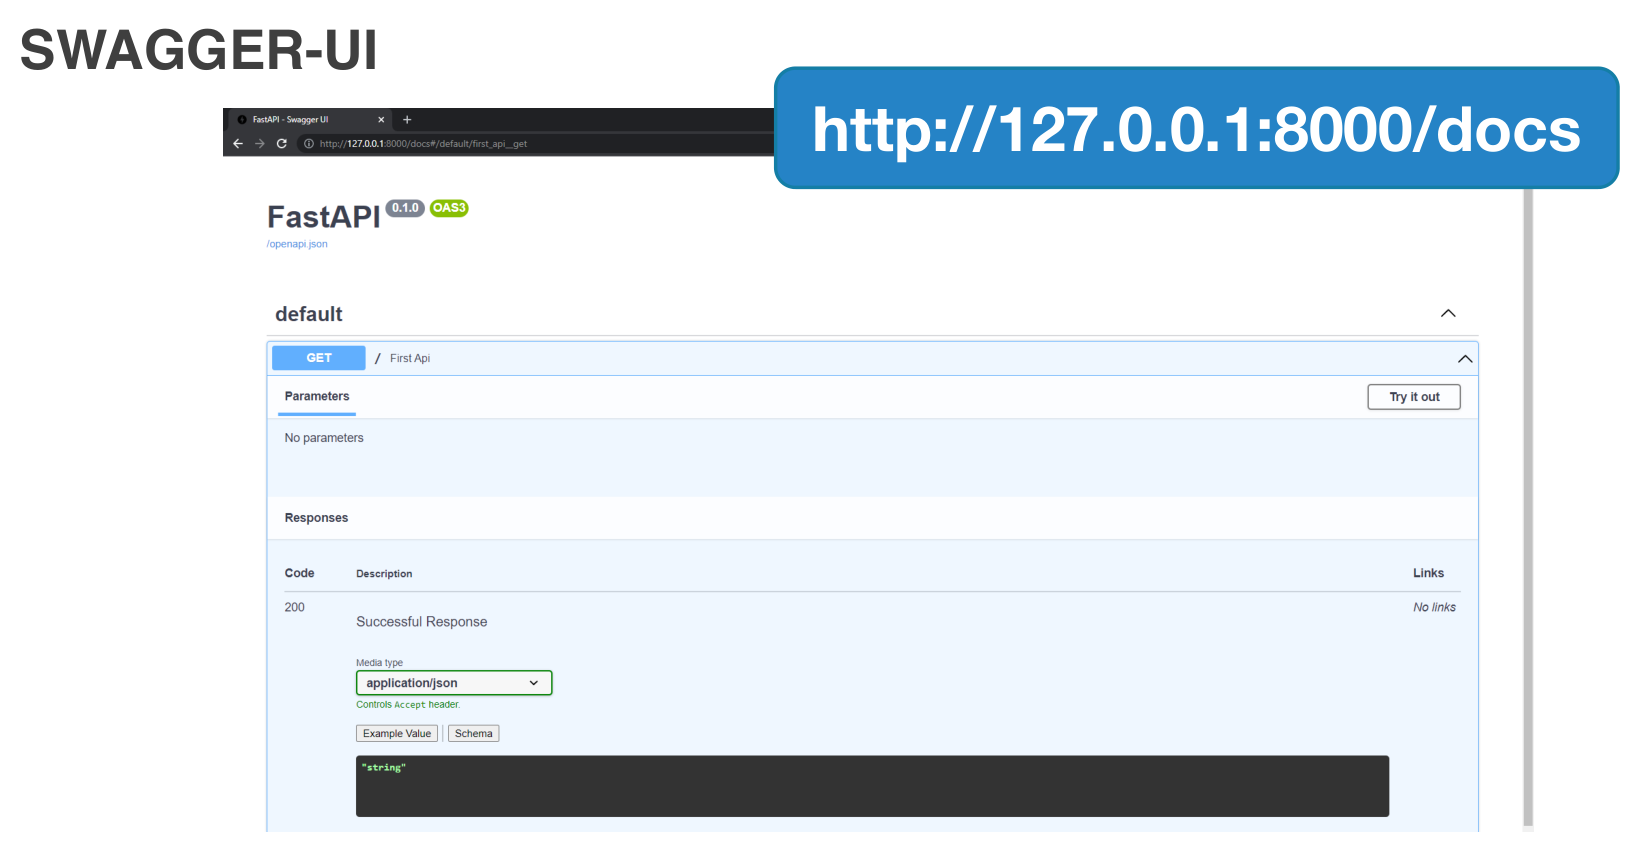 SWAGGER-UI
http://127.0.0.1:8000/docs
FastAPI - Swagger UI
http://127.0.0.1:8000/docs#/default/first_api__get
FastAPI 0.1.0 OAS3
/openapi.json
default
GET / First Api
Parameters Try it out
No parameters
Responses
Code Description Links
200 No links
Successful Response
Media type
application/json
Controls Accept header.
Example Value | Schema
"string"